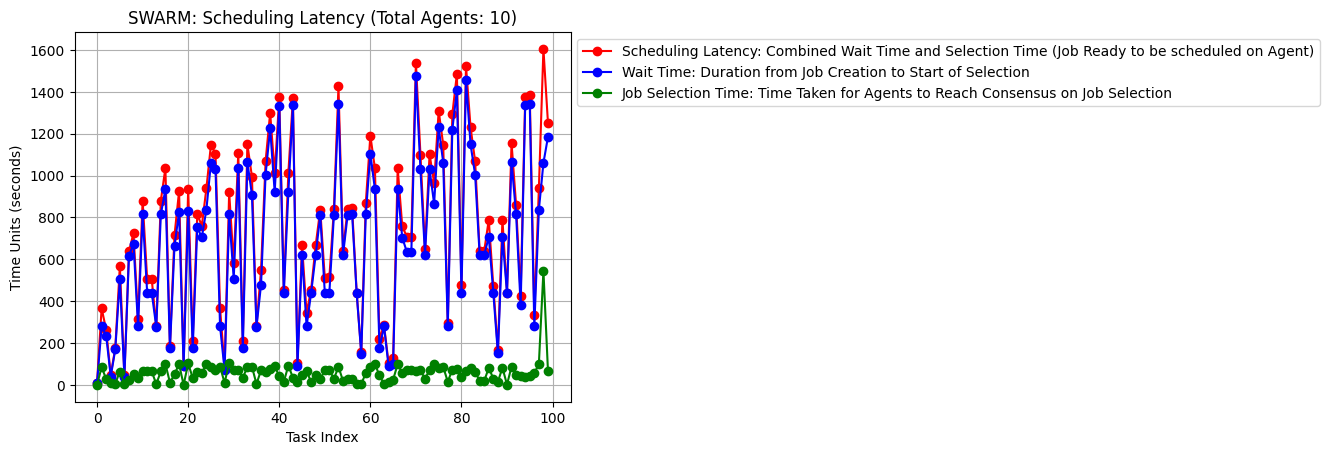 SWARM: Scheduling Latency (Total Agents: 10)
Scheduling Latency: Combined Wait Time and Selection Time (Job Ready to be scheduled on Agent)
Wait Time: Duration from Job Creation to Start of Selection
Job Selection Time: Time Taken for Agents to Reach Consensus on Job Selection
Time Units (seconds)
1600
1400
1200
1000
800
600
400
200
0
0 20 40 60 80 100
Task Index